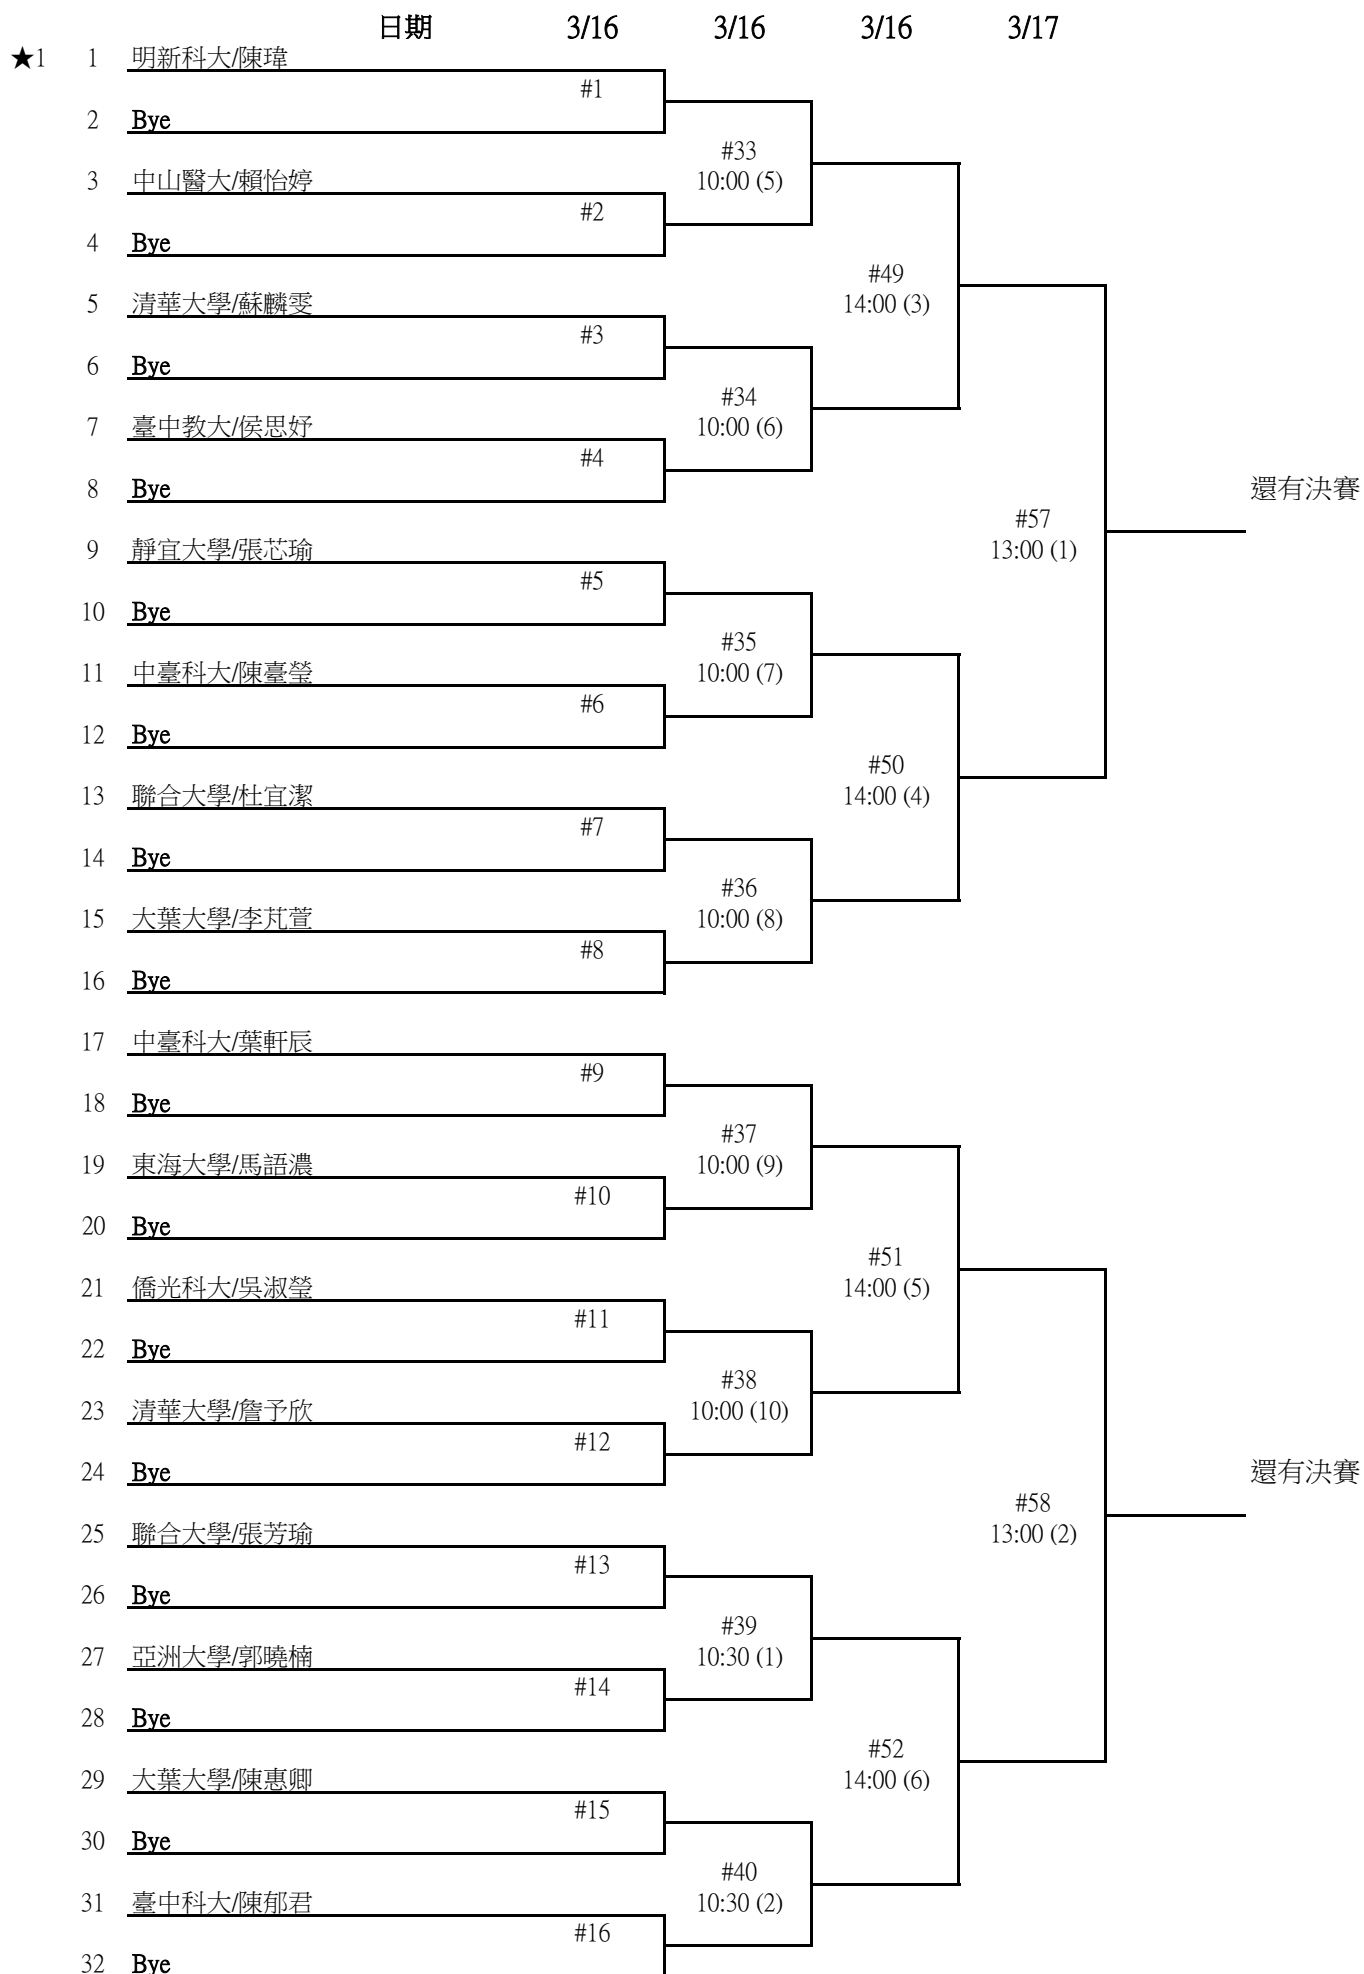 日期 3/16 3/16 3/16 3/17
★1 1 明新科大/陳瑋
#1
2 Bye
#33
3 中山醫大/賴怡婷 10:00 (5)
#2
4 Bye
#49
5 清華大學/蘇麟雯 14:00 (3)
#3
6 Bye
#34
7 臺中教大/侯思妤 10:00 (6)
#4
8 Bye 還有決賽
#57
9 靜宜大學/張芯瑜 13:00 (1)
#5
10 Bye
#35
11 中臺科大/陳臺瑩 10:00 (7)
#6
12 Bye
#50
13 聯合大學/杜宜潔 14:00 (4)
#7
14 Bye
#36
15 大葉大學/李芃萱 10:00 (8)
#8
16 Bye
17 中臺科大/葉軒辰
#9
18 Bye
#37
19 東海大學/馬語濃 10:00 (9)
#10
20 Bye
#51
21 僑光科大/吳淑瑩 14:00 (5)
#11
22 Bye
#38
23 清華大學/詹予欣 10:00 (10)
#12
24 Bye 還有決賽
#58
25 聯合大學/張芳瑜 13:00 (2)
#13
26 Bye
#39
27 亞洲大學/郭曉楠 10:30 (1)
#14
28 Bye
#52
29 大葉大學/陳惠卿 14:00 (6)
#15
30 Bye
#40
31 臺中科大/陳郁君 10:30 (2)
#16
32 Bye